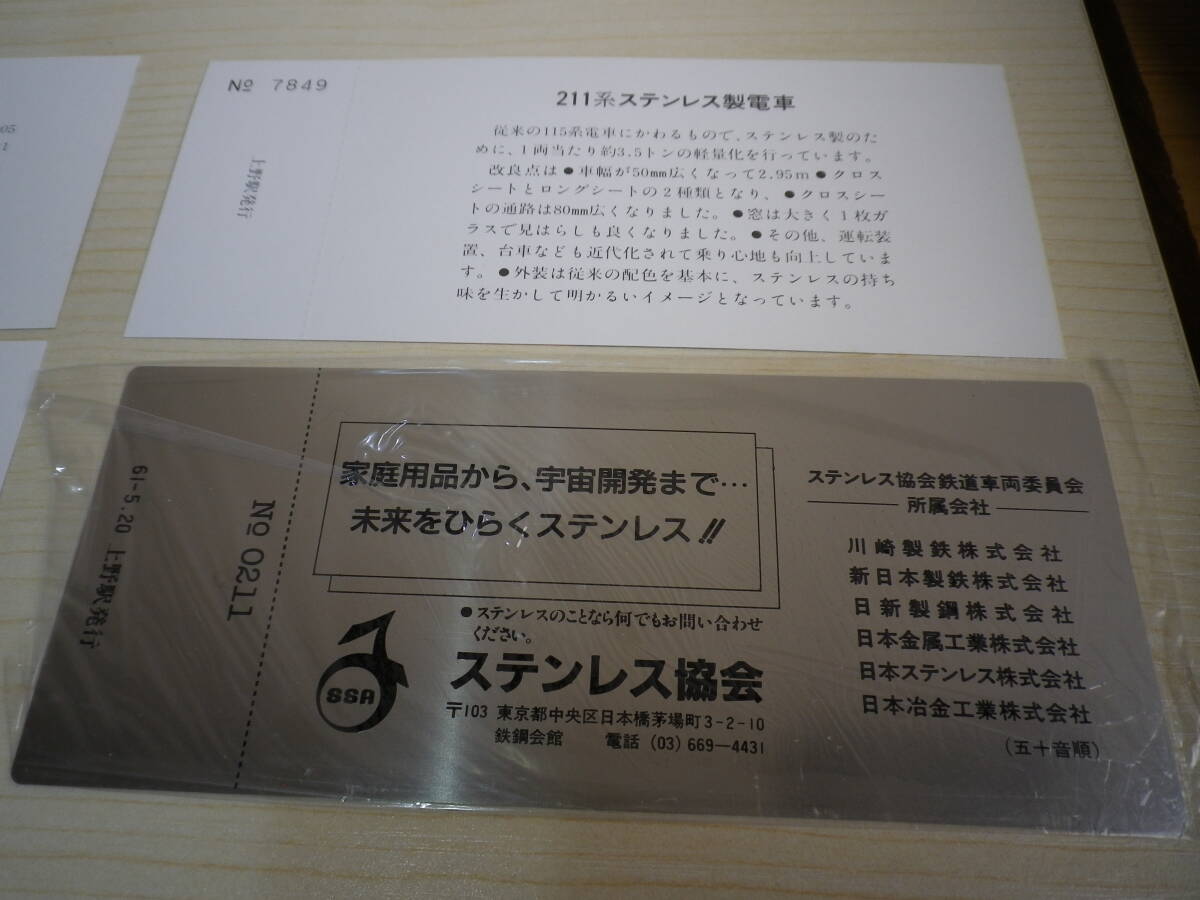 05
1
№ 7849
上野駅発行
211系ステンレス製電車
従来の115系電車にかわるもので、ステンレス製のた
めに、1両当たり約3.5トンの軽量化を行っています。
改良点は●車幅が50mm広くなって2.95m●クロス
シートとロングシートの2種類となり、●クロスシー
トの通路は80mm広くなりました。●窓は大きく1枚ガ
ラスで見はらしも良くなりました。●その他、運転装
置、台車なども近代化されて乗り心地も向上していま
す。●外装は従来の配色を基本に、ステンレスの持ち
味を生かして明かるいイメージとなっています。
61-5.20 上野駅発行
№ 0211
家庭用品から、宇宙開発まで…
未来をひらくステンレス!!
●ステンレスのことなら何でもお問い合わせ
ください。
SSA
ステンレス協会
〒103 東京都中央区日本橋茅場町3-2-10
鉄鋼会館 電話 (03) 669-4431
ステンレス協会鉄道車両委員会
所属会社
川崎製鉄株式会社
新日本製鉄株式会社
日新製鋼株式会社
日本金属工業株式会社
日本ステンレス株式会社
日本冶金工業株式会社
(五十音順)